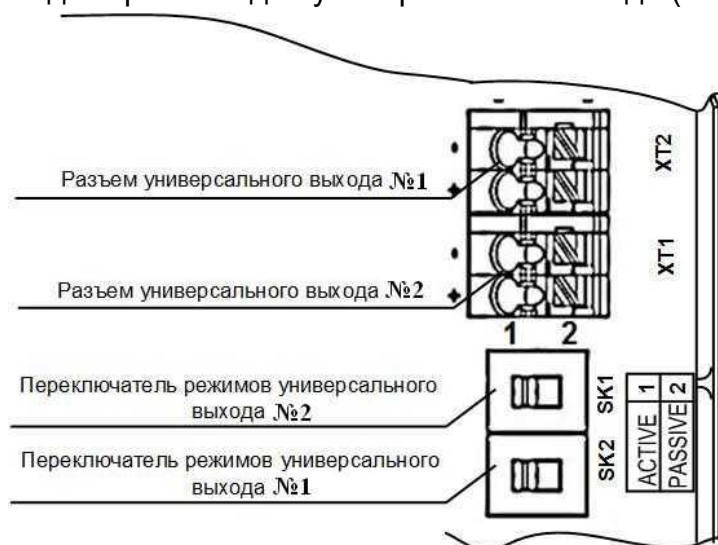 Разъем универсального выхода №1
Разъем универсального выхода №2
Переключатель режимов универсального
выхода №2
Переключатель режимов универсального
выхода №1
-
-
-
+
XT2
-
+
XT1
1 2
SK1
SK2
ACTIVE 1
PASSIVE 2